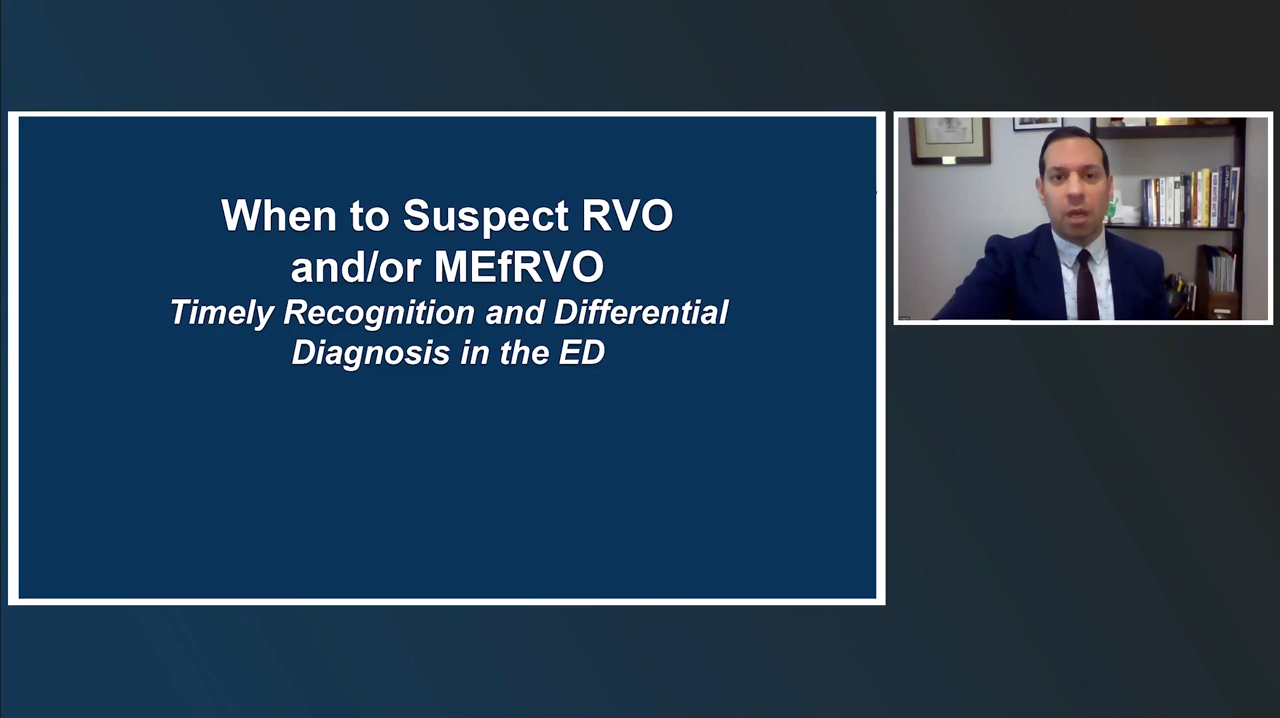 When to Suspect RVO
and/or MEfRVO
Timely Recognition and Differential
Diagnosis in the ED